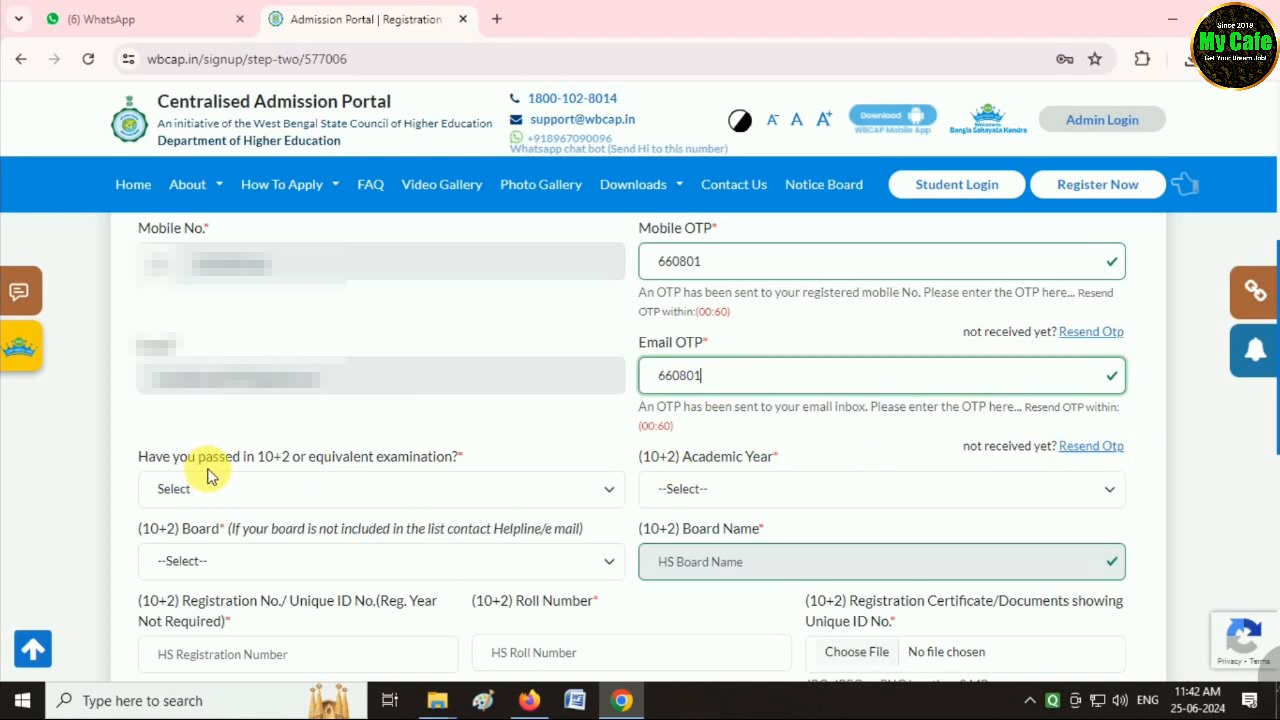 (6) WhatsApp
Admission Portal | Registration
Since 2018
My Cafe
Get Your Dream Job!
wbcap.in/signup/step-two/577006
Centralised Admission Portal
An initiative of the West Bengal State Council of Higher Education
Department of Higher Education
1800-102-8014
support@wbcap.in
+918967090096
Whatsapp chat bot (Send Hi to this number)
A- A A+
Download
WBCAP Mobile App
Welcome to
Bangla Sahayata Kendra
Admin Login
Home About How To Apply FAQ Video Gallery Photo Gallery Downloads Contact Us Notice Board Student Login Register Now
Mobile No.*
Mobile OTP*
660801
An OTP has been sent to your registered mobile No. Please enter the OTP here... Resend
OTP within:(00:60)
not received yet? Resend Otp
Email OTP*
660801
An OTP has been sent to your email inbox. Please enter the OTP here... Resend OTP within:
(00:60)
not received yet? Resend Otp
Have you passed in 10+2 or equivalent examination?*
(10+2) Academic Year*
Select
--Select--
(10+2) Board* (If your board is not included in the list contact Helpline/e mail)
(10+2) Board Name*
--Select--
HS Board Name
(10+2) Registration No./ Unique ID No.(Reg. Year
Not Required)*
(10+2) Roll Number*
(10+2) Registration Certificate/Documents showing
Unique ID No.*
HS Registration Number
HS Roll Number
Choose File No file chosen
Privacy - Terms
Type here to search
ENG
11:42 AM
25-06-2024